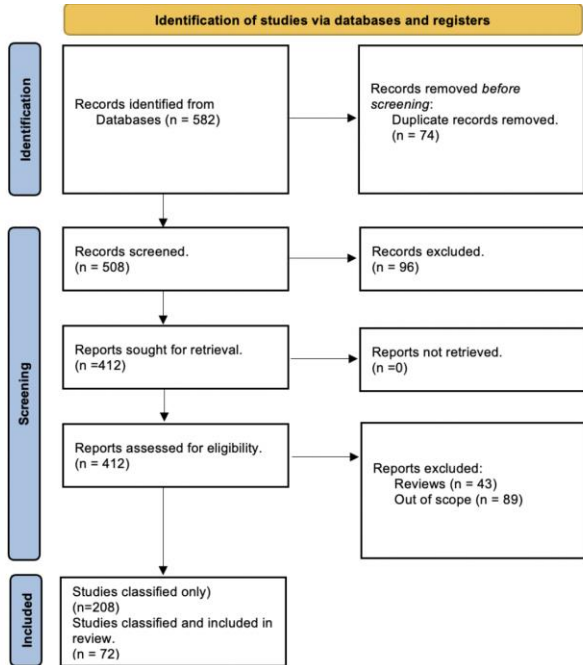 Identification of studies via databases and registers
Identification
Records identified from
Databases (n = 582)
Records removed before
screening:
Duplicate records removed.
(n = 74)
Screening
Records screened.
(n = 508)
Records excluded.
(n = 96)
Reports sought for retrieval.
(n =412)
Reports not retrieved.
(n =0)
Reports assessed for eligibility.
(n = 412)
Reports excluded:
Reviews (n = 43)
Out of scope (n = 89)
Included
Studies classified only)
(n=208)
Studies classified and included in
review.
(n = 72)